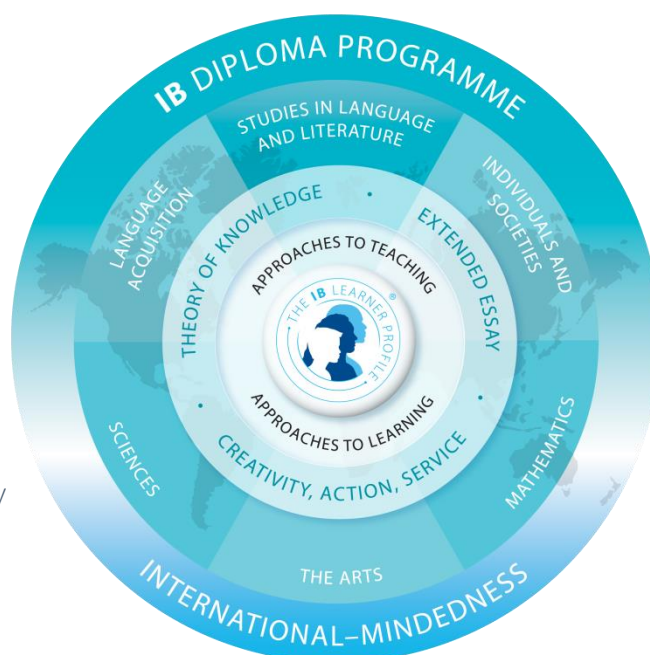 IB DIPLOMA PROGRAMME
STUDIES IN LANGUAGE
AND LITERATURE
LANGUAGE
ACQUISITION
INDIVIDUALS AND
SOCIETIES
THEORY OF KNOWLEDGE
•
EXTENDED ESSAY
•
APPROACHES TO TEACHING
• THE IB LEARNER PROFILE •
®
APPROACHES TO LEARNING
CREATIVITY, ACTION, SERVICE
•
SCIENCES
MATHEMATICS
/
THE ARTS
INTERNATIONAL–MINDEDNESS